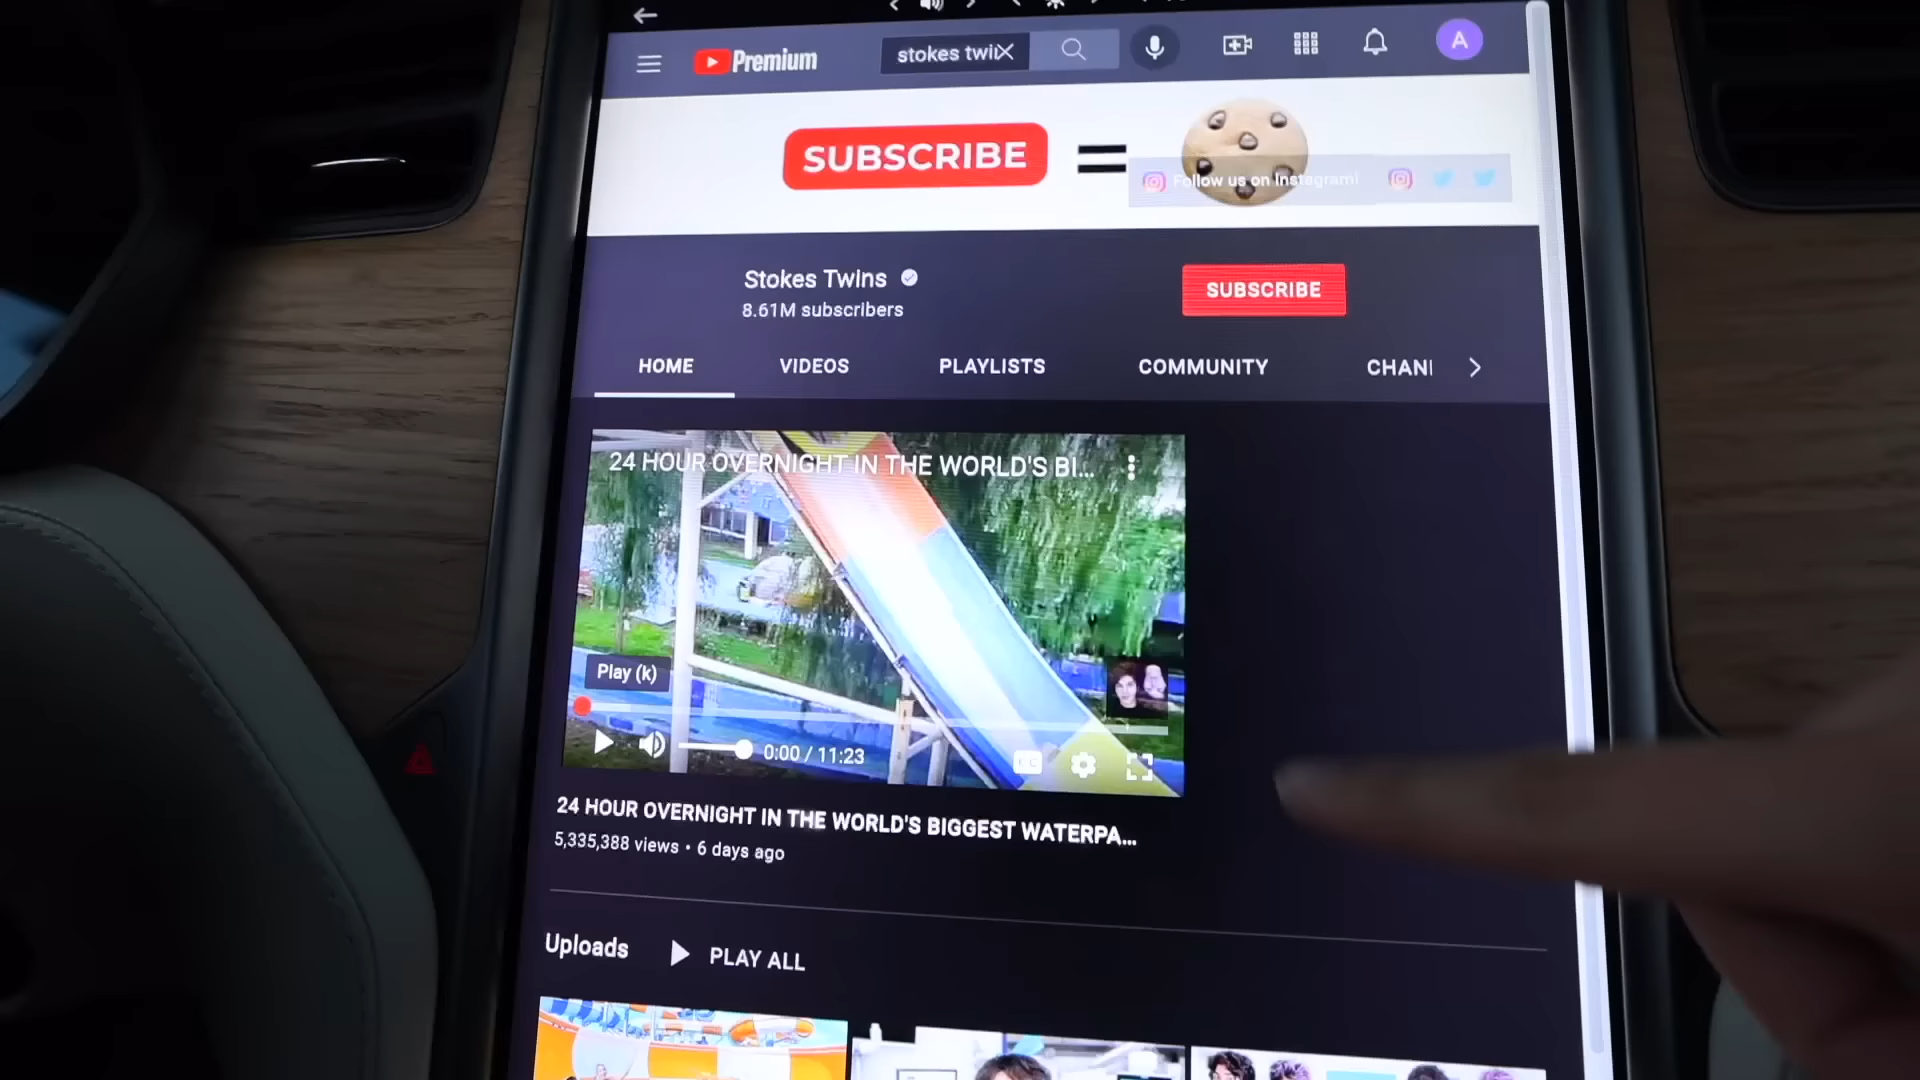 Premium
stokes twi
A
SUBSCRIBE =
Follow us on Instagram!
Stokes Twins
8.61M subscribers
SUBSCRIBE
HOME VIDEOS PLAYLISTS COMMUNITY CHAN
24 HOUR OVERNIGHT IN THE WORLD'S BI...
Play (k)
0:00 / 11:23
CC
24 HOUR OVERNIGHT IN THE WORLD'S BIGGEST WATERPA...
5,335,388 views • 6 days ago
Uploads PLAY ALL